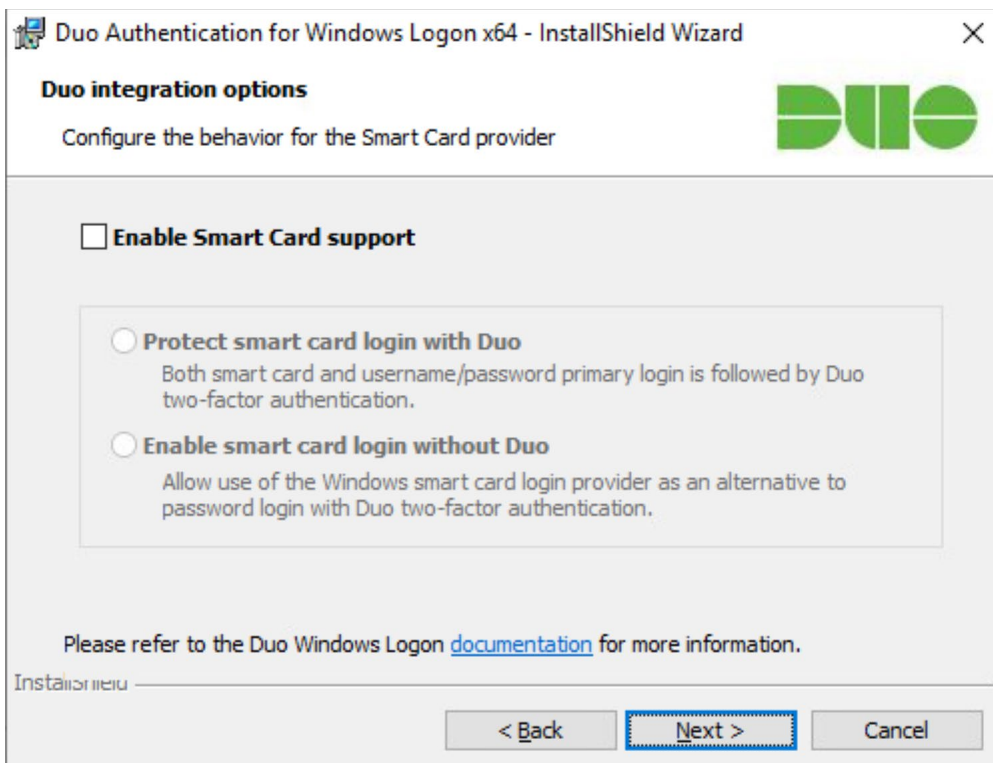 Duo Authentication for Windows Logon x64 - InstallShield Wizard
Duo integration options
Configure the behavior for the Smart Card provider
DUO
Enable Smart Card support
Protect smart card login with Duo
Both smart card and username/password primary login is followed by Duo
two-factor authentication.
Enable smart card login without Duo
Allow use of the Windows smart card login provider as an alternative to
password login with Duo two-factor authentication.
Please refer to the Duo Windows Logon documentation for more information.
InstallShield
< Back
Next >
Cancel